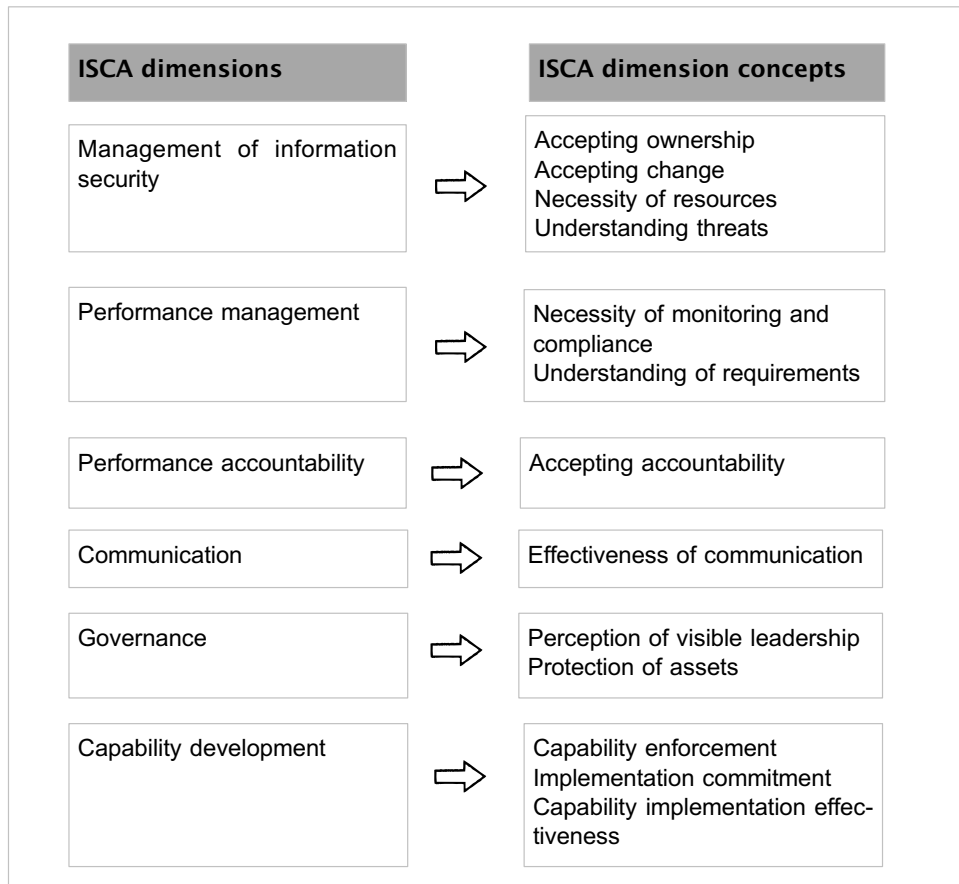 ISCA dimensions
ISCA dimension concepts
Management of information
security
Accepting ownership
Accepting change
Necessity of resources
Understanding threats
Performance management
Necessity of monitoring and
compliance
Understanding of requirements
Performance accountability
Accepting accountability
Communication
Effectiveness of communication
Governance
Perception of visible leadership
Protection of assets
Capability development
Capability enforcement
Implementation commitment
Capability implementation effec-
tiveness